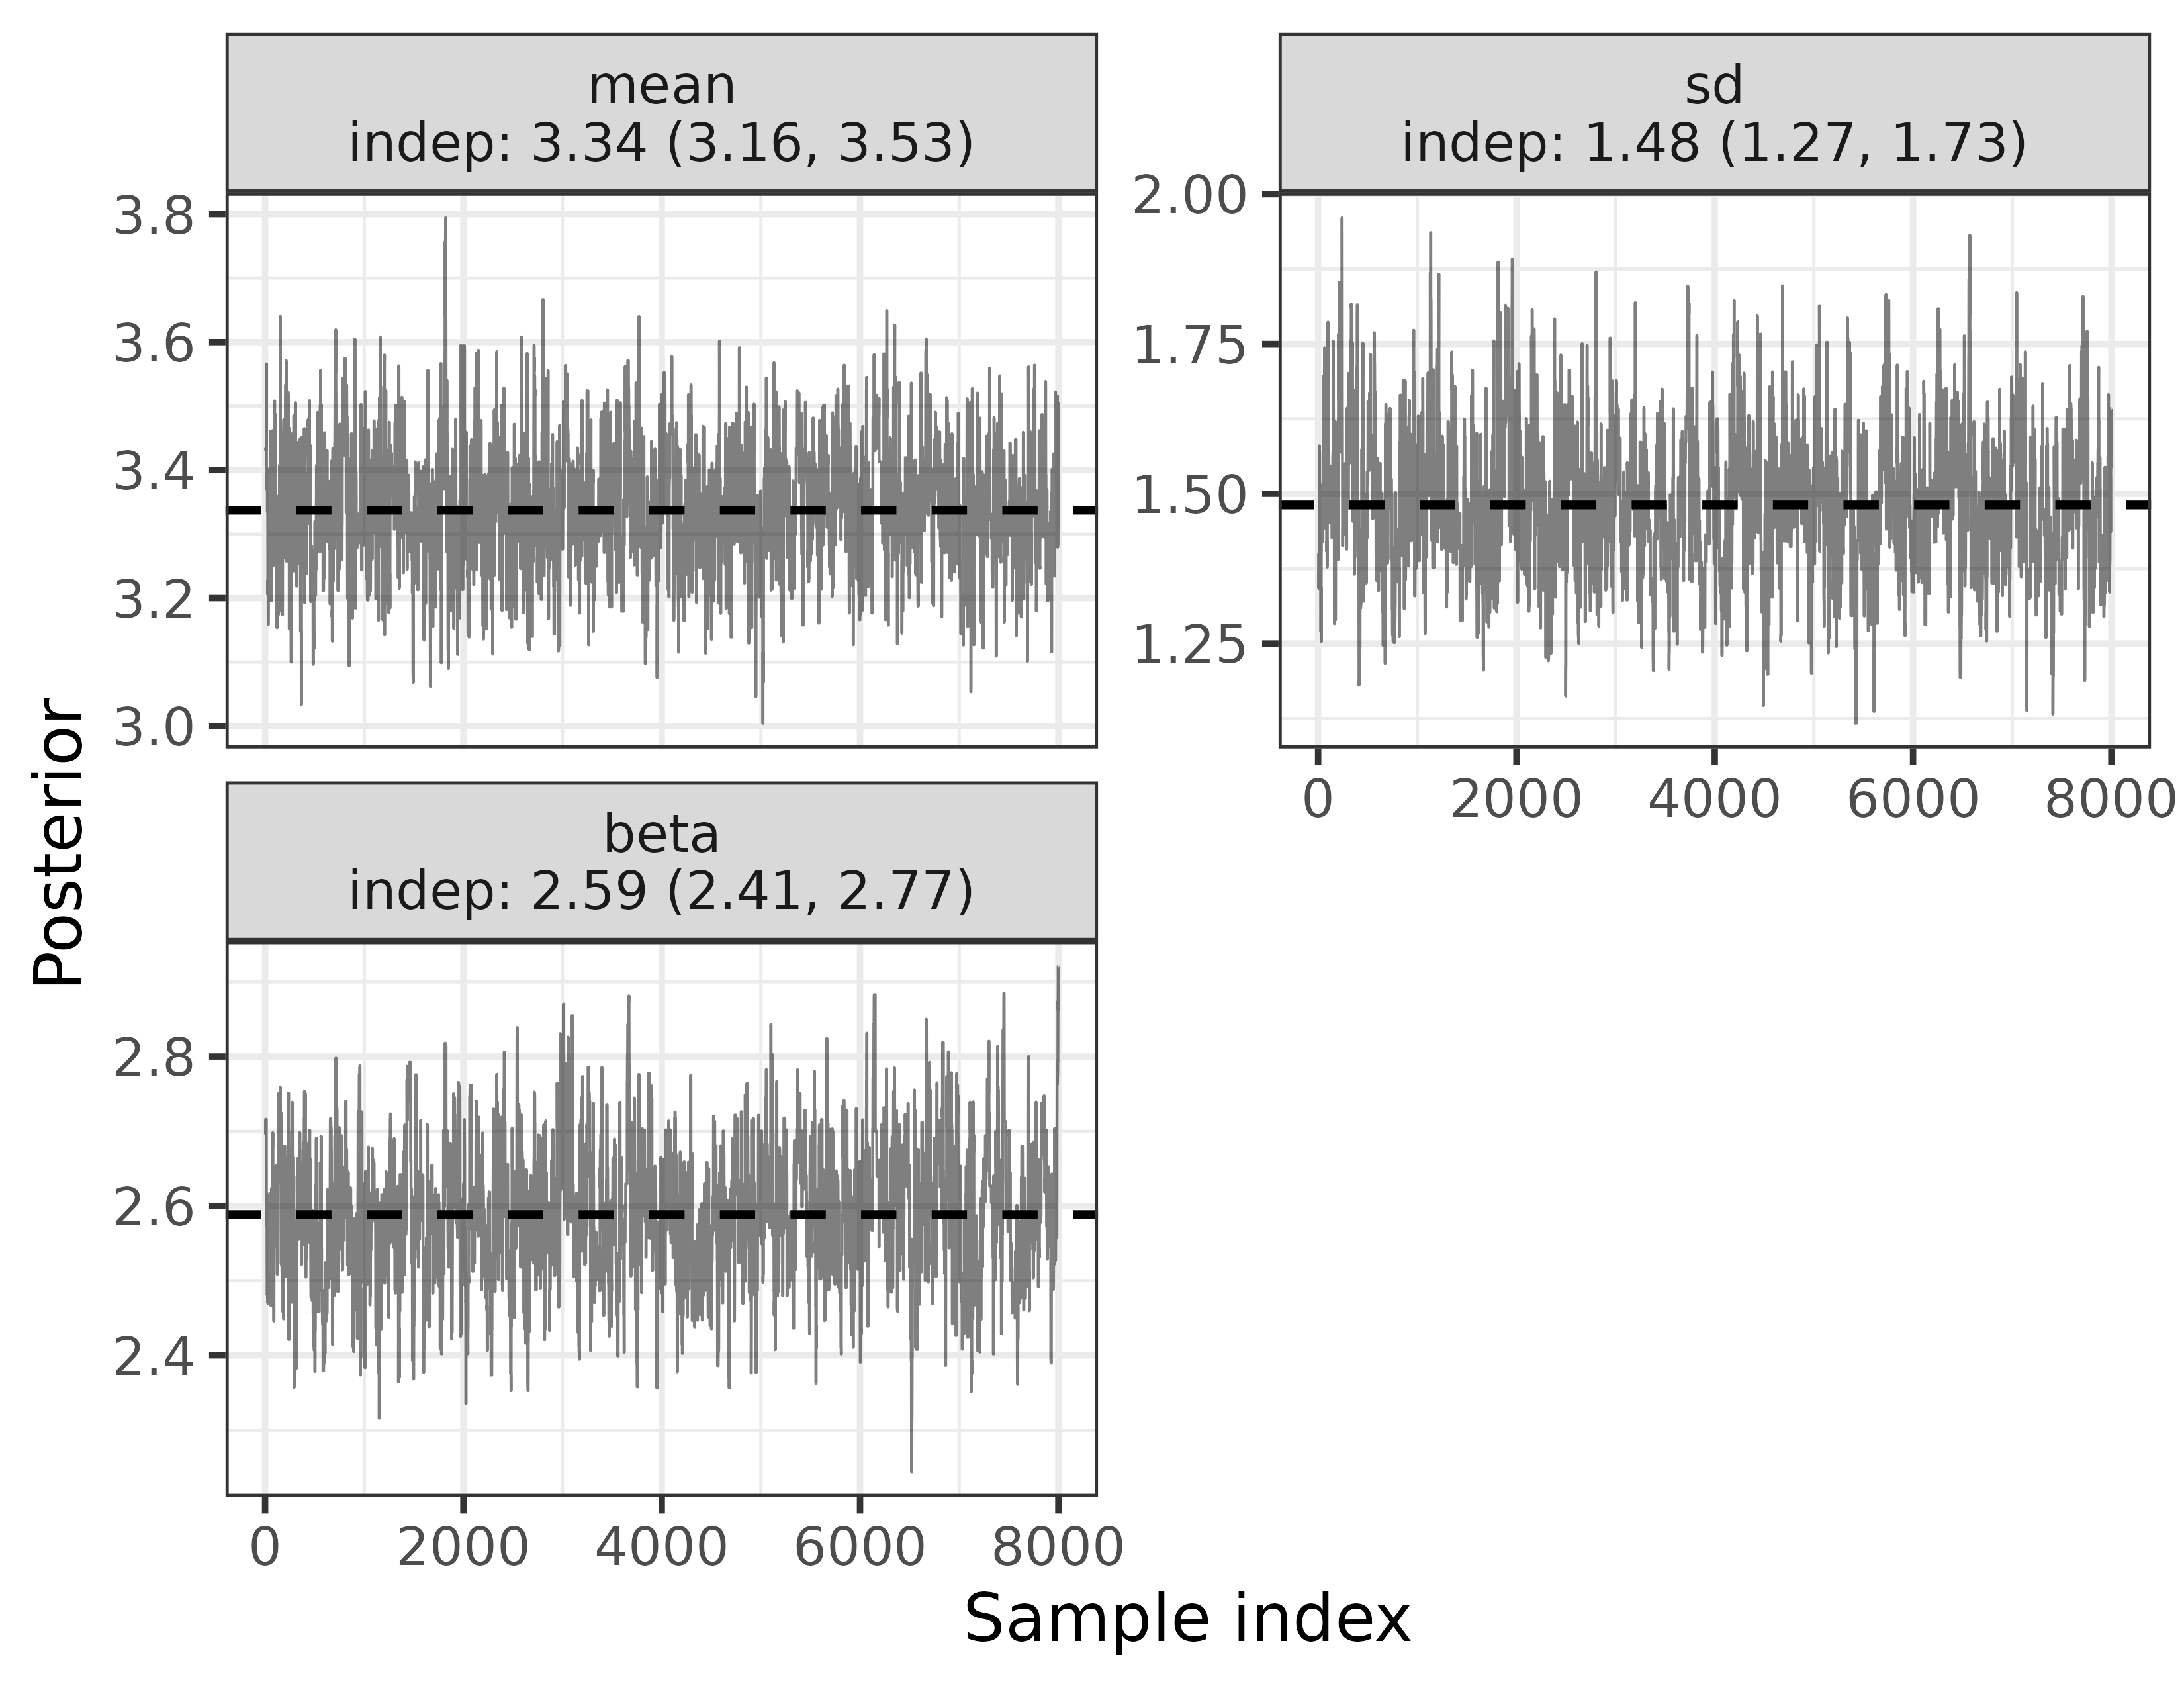 mean
indep: 3.34 (3.16, 3.53)
sd
indep: 1.48 (1.27, 1.73)
3.8
3.6
3.4
3.2
3.0
2.00
1.75
1.50
1.25
0 2000 4000 6000 8000
beta
indep: 2.59 (2.41, 2.77)
2.8
2.6
2.4
0 2000 4000 6000 8000
Posterior
Sample index